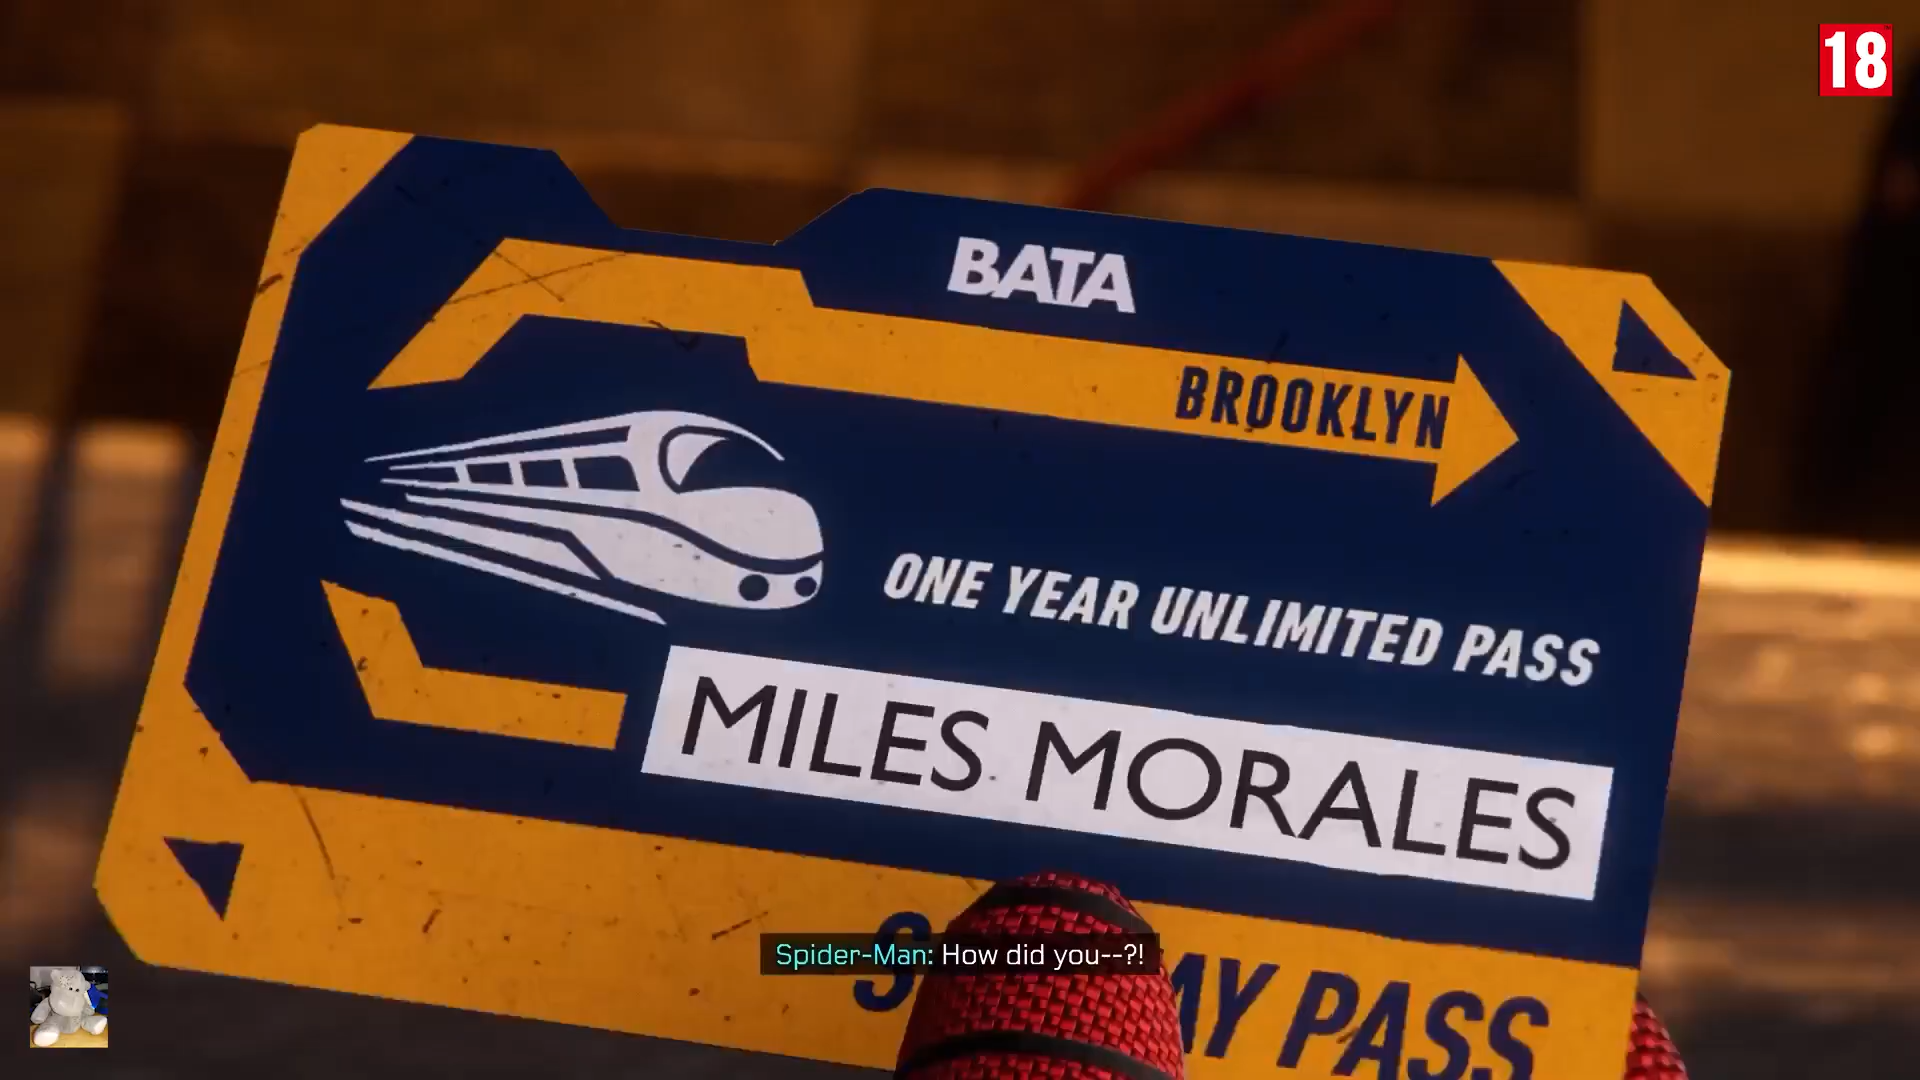 18
BATA
BROOKLYN
ONE YEAR UNLIMITED PASS
MILES MORALES
Spider-Man: How did you--?!
PASS